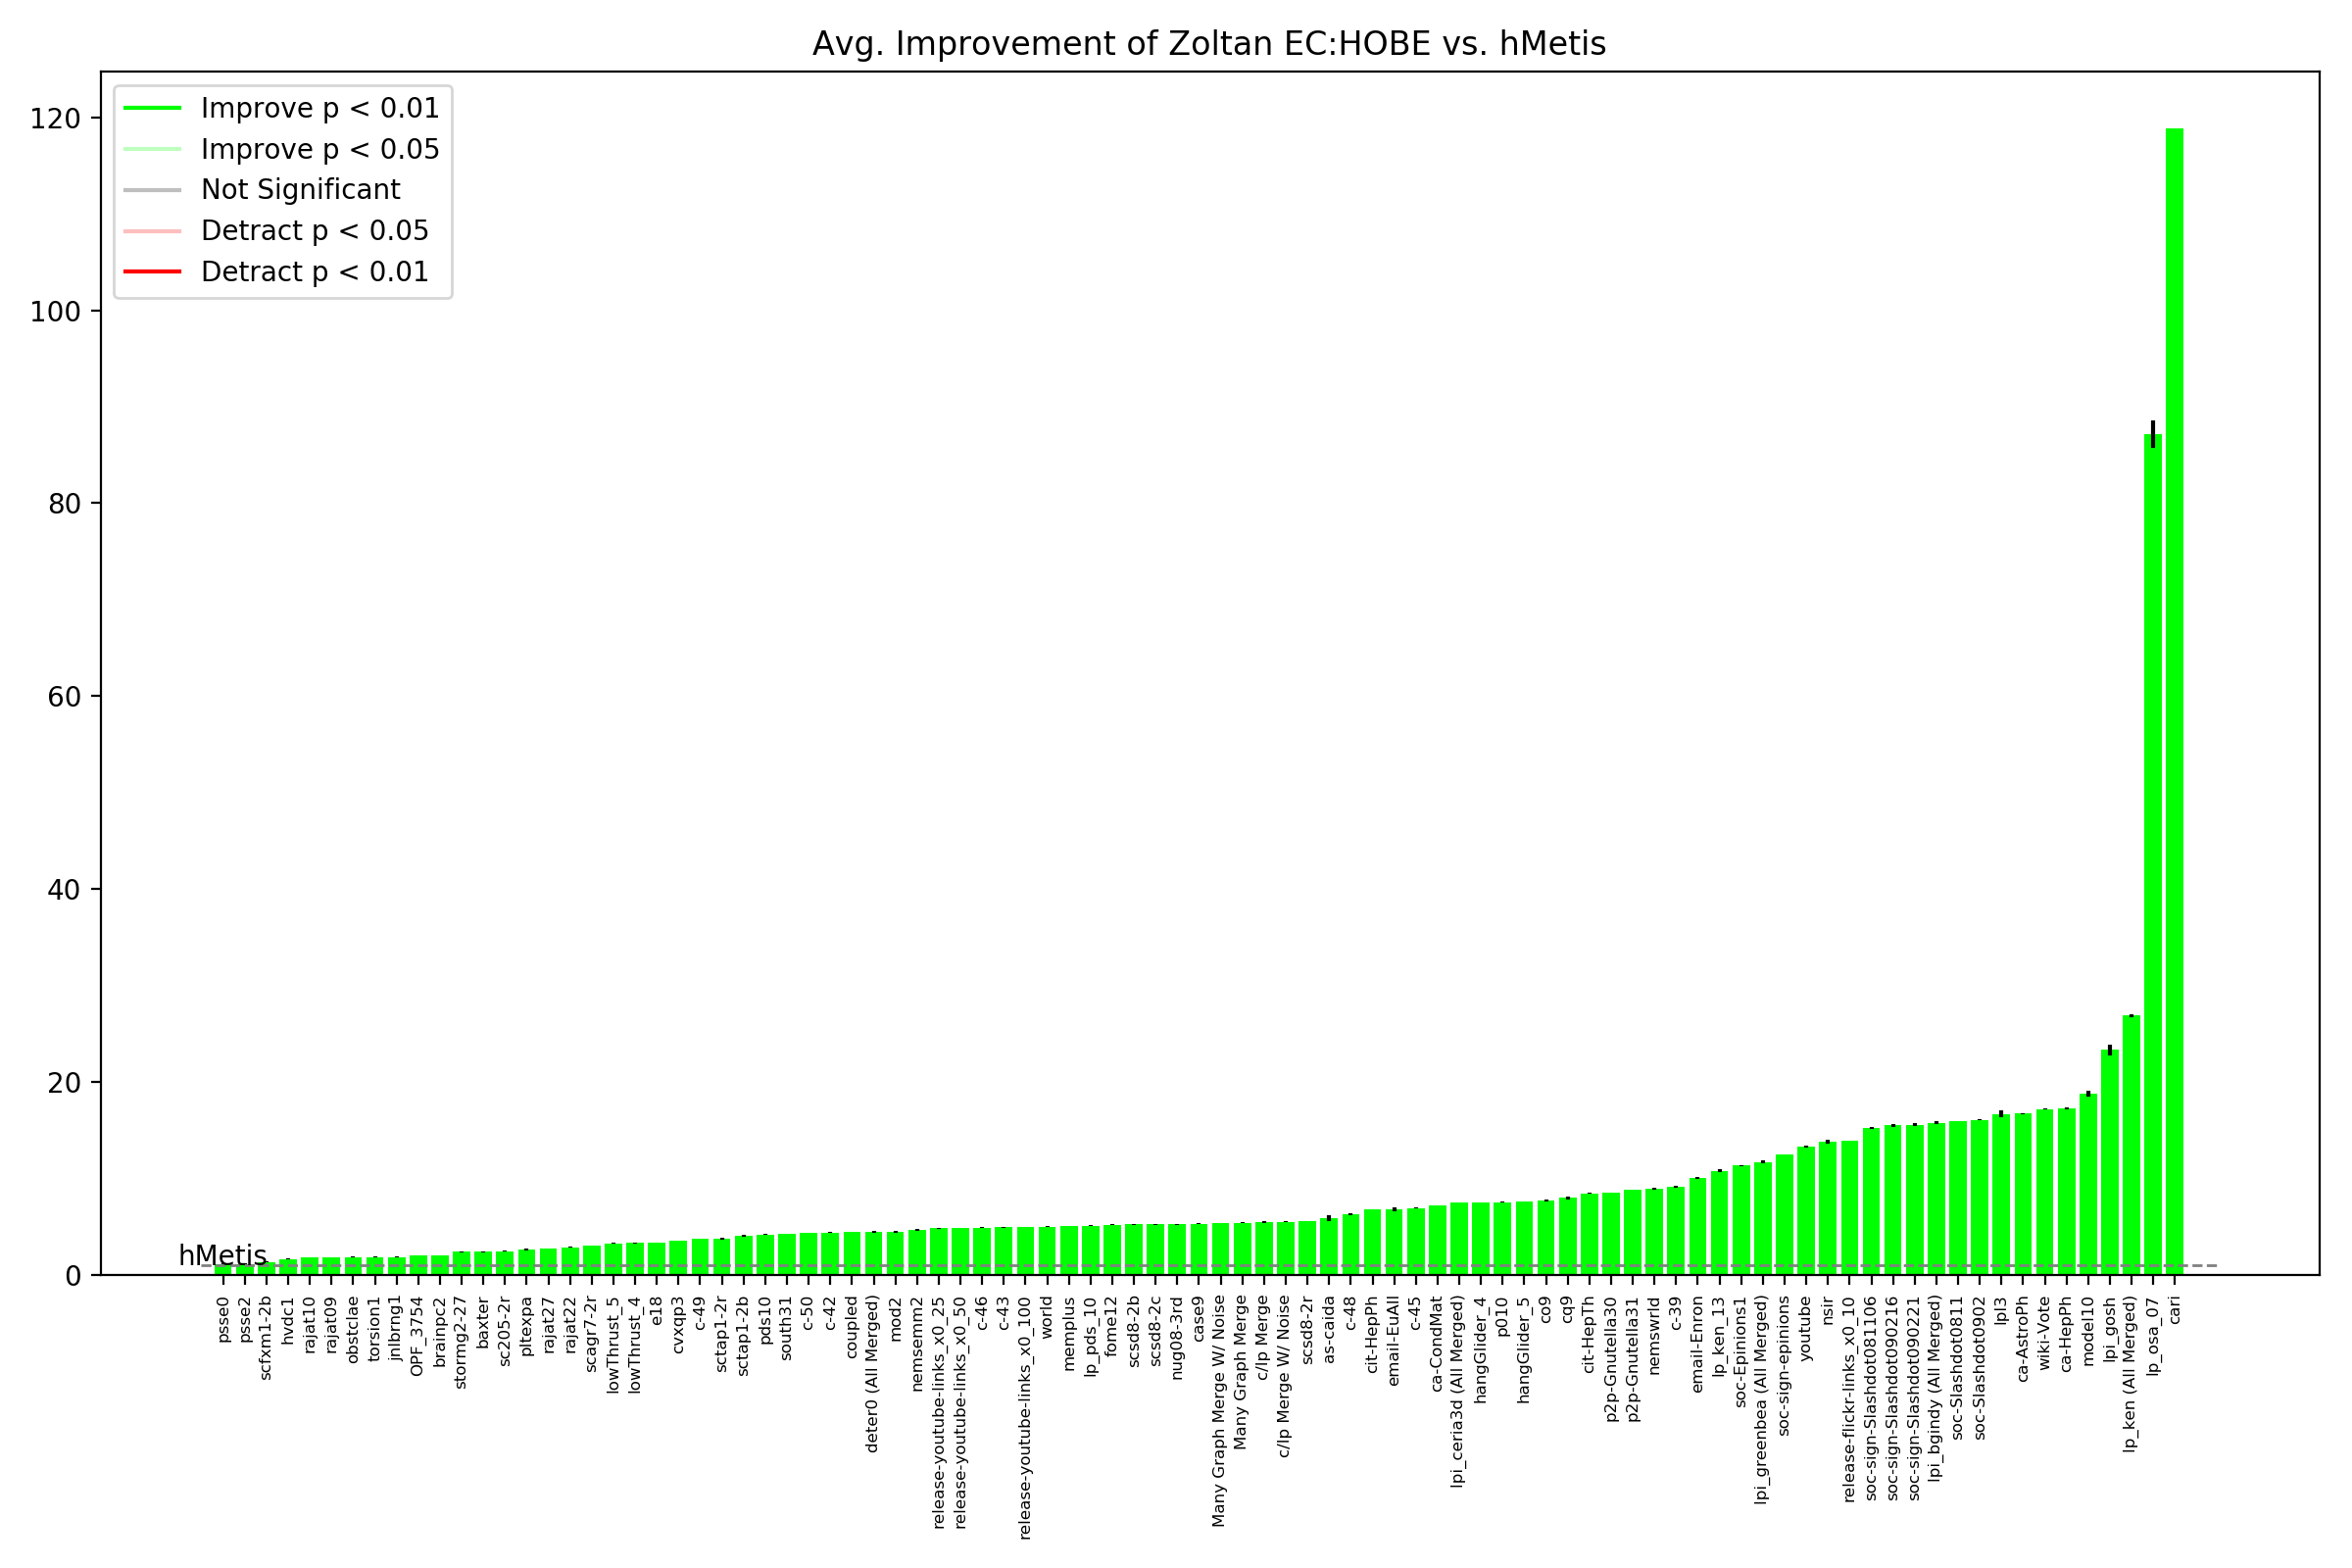 Avg. Improvement of Zoltan EC:HOBE vs. hMetis
Improve p < 0.01
Improve p < 0.05
Not Significant
Detract p < 0.05
Detract p < 0.01
120
100
80
60
40
20
0
hMetis
psse0
psse2
scfxm1-2b
hvdc1
rajat10
rajat09
obstclae
torsion1
jnlbrng1
OPF_3754
brainpc2
stormg2-27
baxter
sc205-2r
pltexpa
rajat27
rajat22
scagr7-2r
lowThrust_5
lowThrust_4
e18
cvxqp3
c-49
sctap1-2r
sctap1-2b
pds10
south31
c-50
c-42
coupled
deter0 (All Merged)
mod2
nemsemm2
release-youtube-links_x0_25
release-youtube-links_x0_50
c-46
c-43
release-youtube-links_x0_100
world
memplus
lp_pds_10
fome12
scsd8-2b
scsd8-2c
nug08-3rd
case9
Many Graph Merge W/ Noise
Many Graph Merge
c/lp Merge
c/lp Merge W/ Noise
scsd8-2r
as-caida
c-48
cit-HepPh
email-EuAll
c-45
ca-CondMat
lpi_ceria3d (All Merged)
hangGlider_4
p010
hangGlider_5
co9
cq9
cit-HepTh
p2p-Gnutella30
p2p-Gnutella31
nemswrld
c-39
email-Enron
lp_ken_13
soc-Epinions1
lpi_greenbea (All Merged)
soc-sign-epinions
youtube
nsir
release-flickr-links_x0_10
soc-sign-Slashdot081106
soc-sign-Slashdot090216
soc-sign-Slashdot090221
lpi_bgindy (All Merged)
soc-Slashdot0811
soc-Slashdot0902
lpl3
ca-AstroPh
wiki-Vote
ca-HepPh
model10
lpi_gosh
lp_ken (All Merged)
lp_osa_07
cari